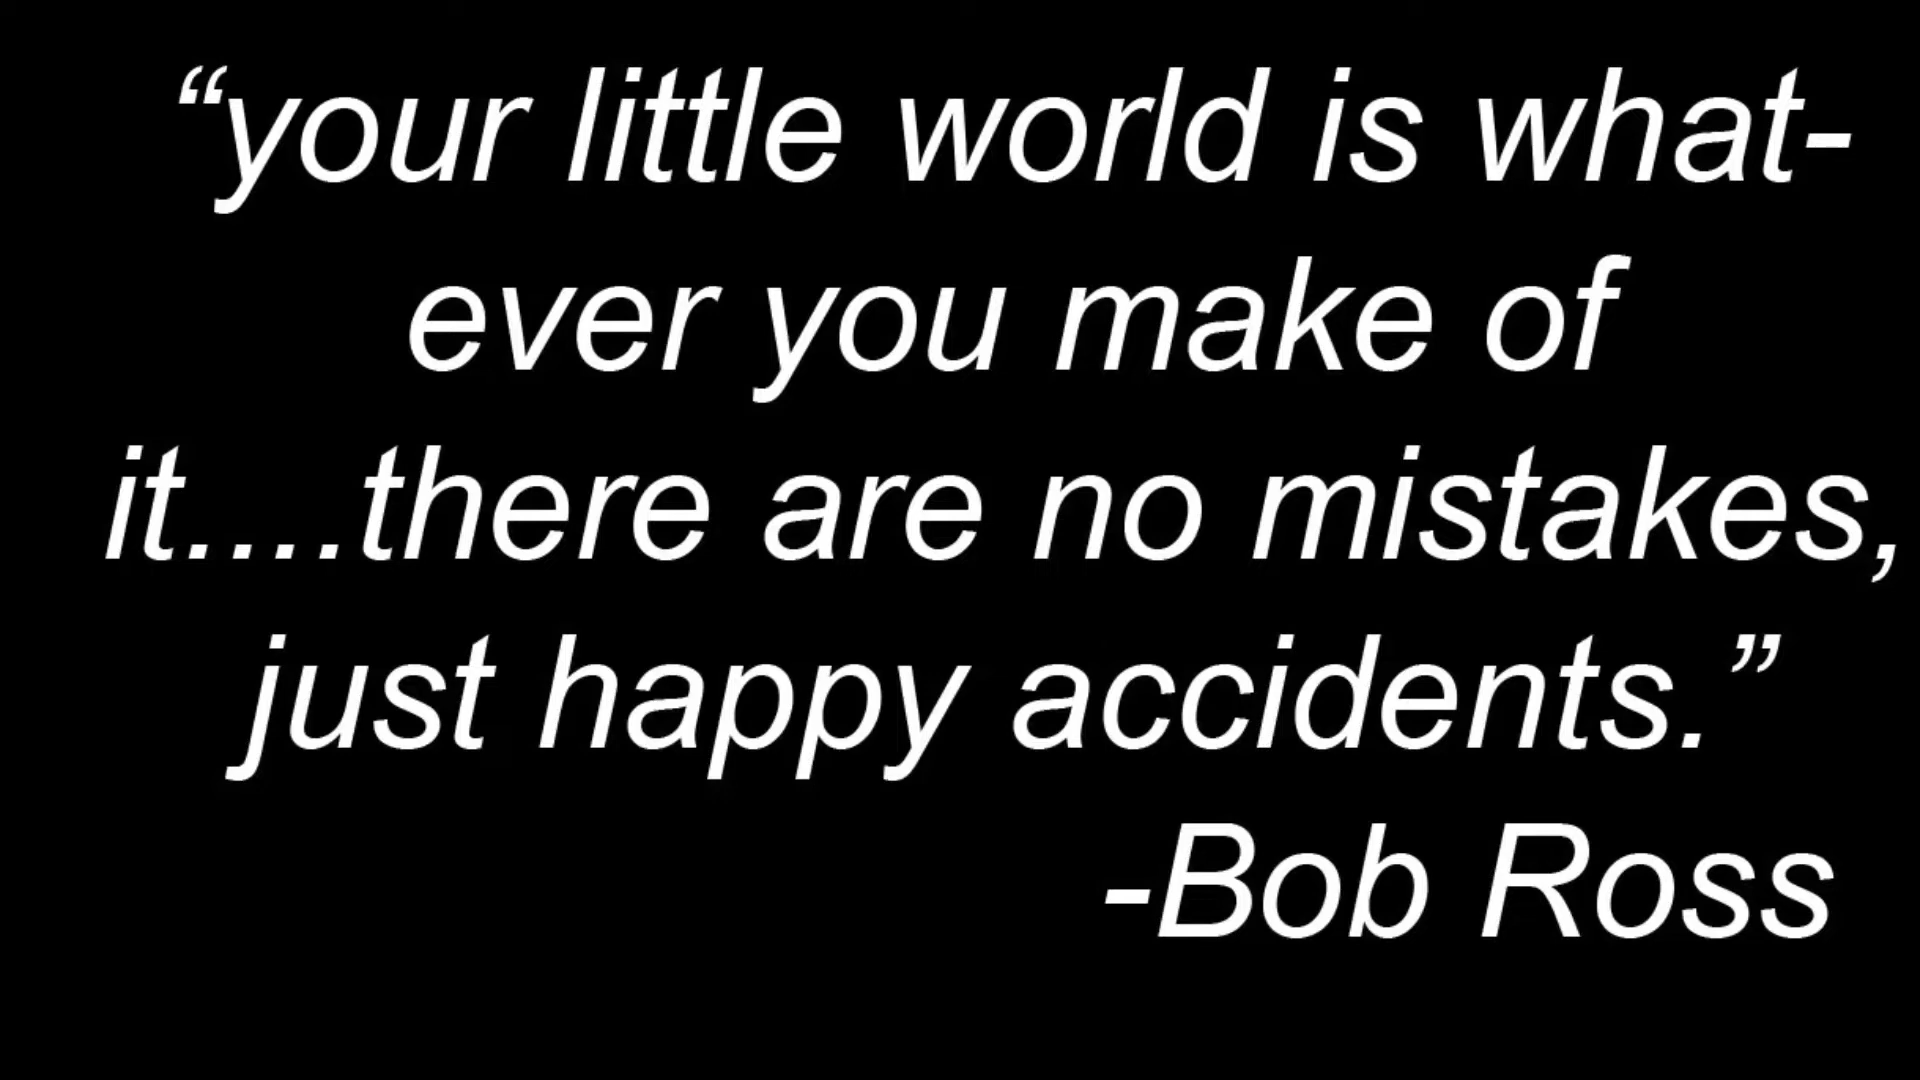 “your little world is what-
ever you make of
it....there are no mistakes,
just happy accidents.”
-Bob Ross